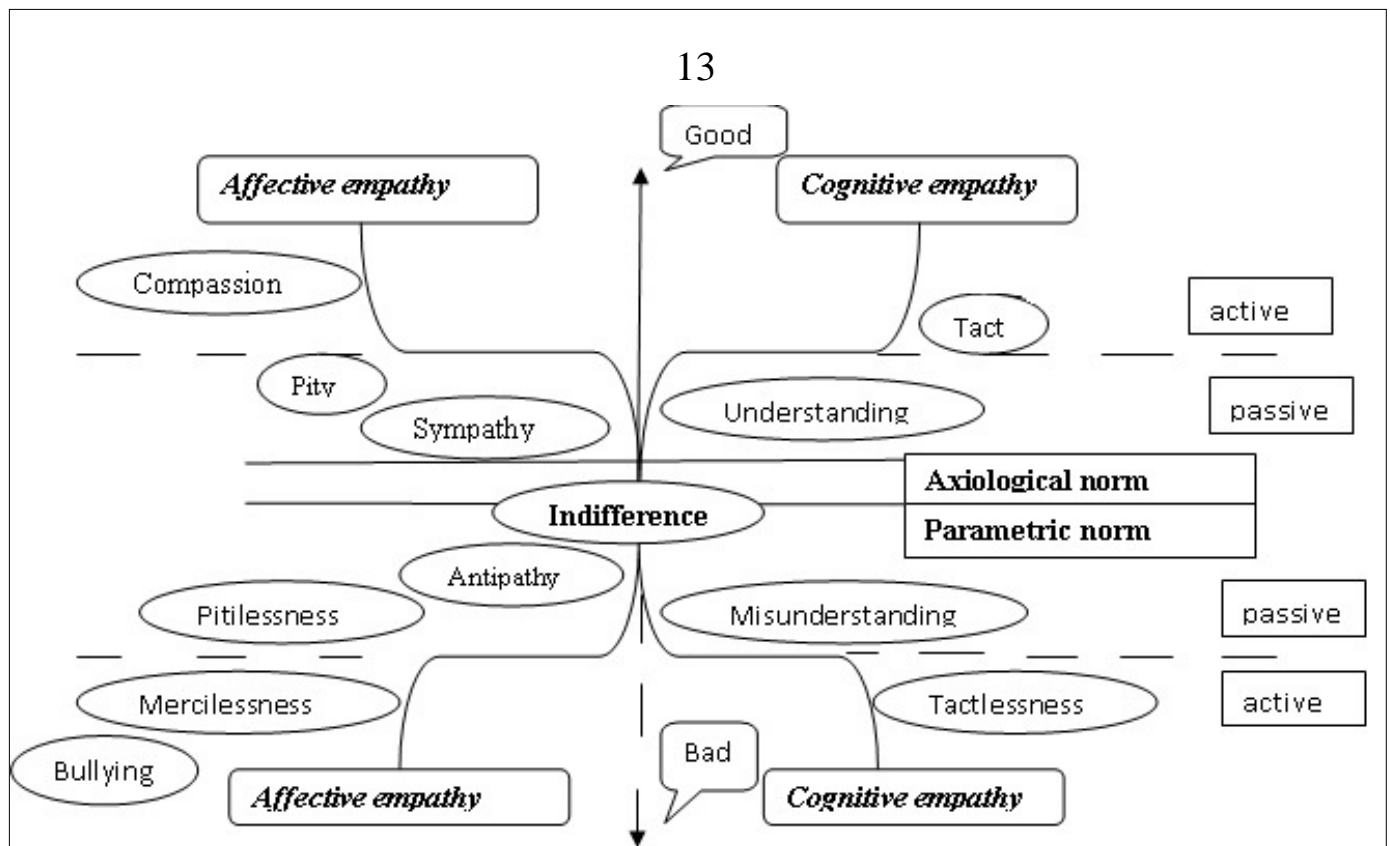 13
Good
Affective empathy
Cognitive empathy
Compassion
active
Tact
Pity
passive
Understanding
Sympathy
Axiological norm
Indifference
Parametric norm
Antipathy
Pitilessness
Misunderstanding
passive
Mercilessness
Tactlessness
active
Bad
Bullying
Affective empathy
Cognitive empathy